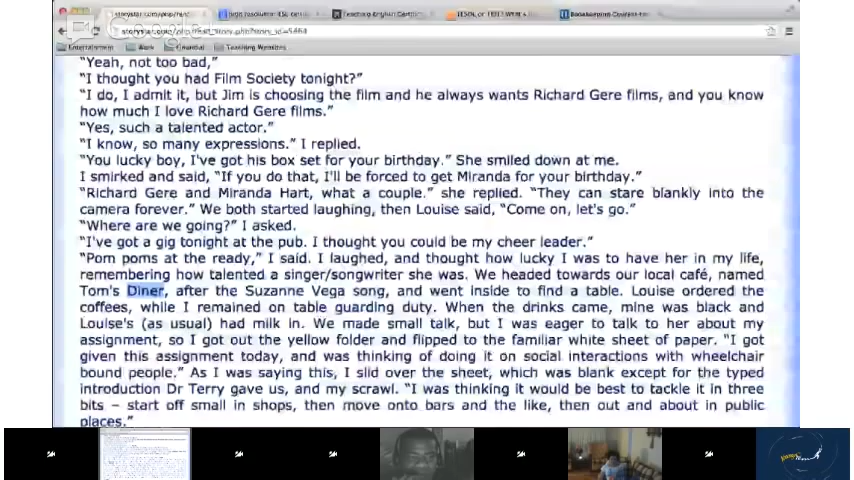 Entertainment Work Financial Teaching Websites
“Yeah, not too bad,”
“I thought you had Film Society tonight?”
“I do, I admit it, but Jim is choosing the film and he always wants Richard Gere films, and you know
how much I love Richard Gere films.”
“Yes, such a talented actor.”
“I know, so many expressions.” I replied.
“You lucky boy, I've got his box set for your birthday.” She smiled down at me.
I smirked and said, “If you do that, I'll be forced to get Miranda for your birthday.”
“Richard Gere and Miranda Hart, what a couple.” she replied. “They can stare blankly into the
camera forever.” We both started laughing, then Louise said, “Come on, let's go.”
“Where are we going?” I asked.
“I've got a gig tonight at the pub. I thought you could be my cheer leader.”
“Pom poms at the ready,” I said. I laughed, and thought how lucky I was to have her in my life,
remembering how talented a singer/songwriter she was. We headed towards our local café, named
Tom's Diner, after the Suzanne Vega song, and went inside to find a table. Louise ordered the
coffees, while I remained on table guarding duty. When the drinks came, mine was black and
Louise's (as usual) had milk in. We made small talk, but I was eager to talk to her about my
assignment, so I got out the yellow folder and flipped to the familiar white sheet of paper. “I got
given this assignment today, and was thinking of doing it on social interactions with wheelchair
bound people.” As I was saying this, I slid over the sheet, which was blank except for the typed
introduction Dr Terry gave us, and my scrawl. “I was thinking it would be best to tackle it in three
bits – start off small in shops, then move onto bars and the like, then out and about in public
places.”